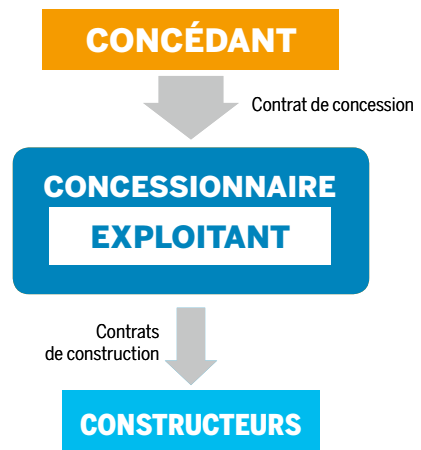 CONCÉDANT
Contrat de concession
CONCESSIONNAIRE
EXPLOITANT
Contrats
de construction
CONSTRUCTEURS